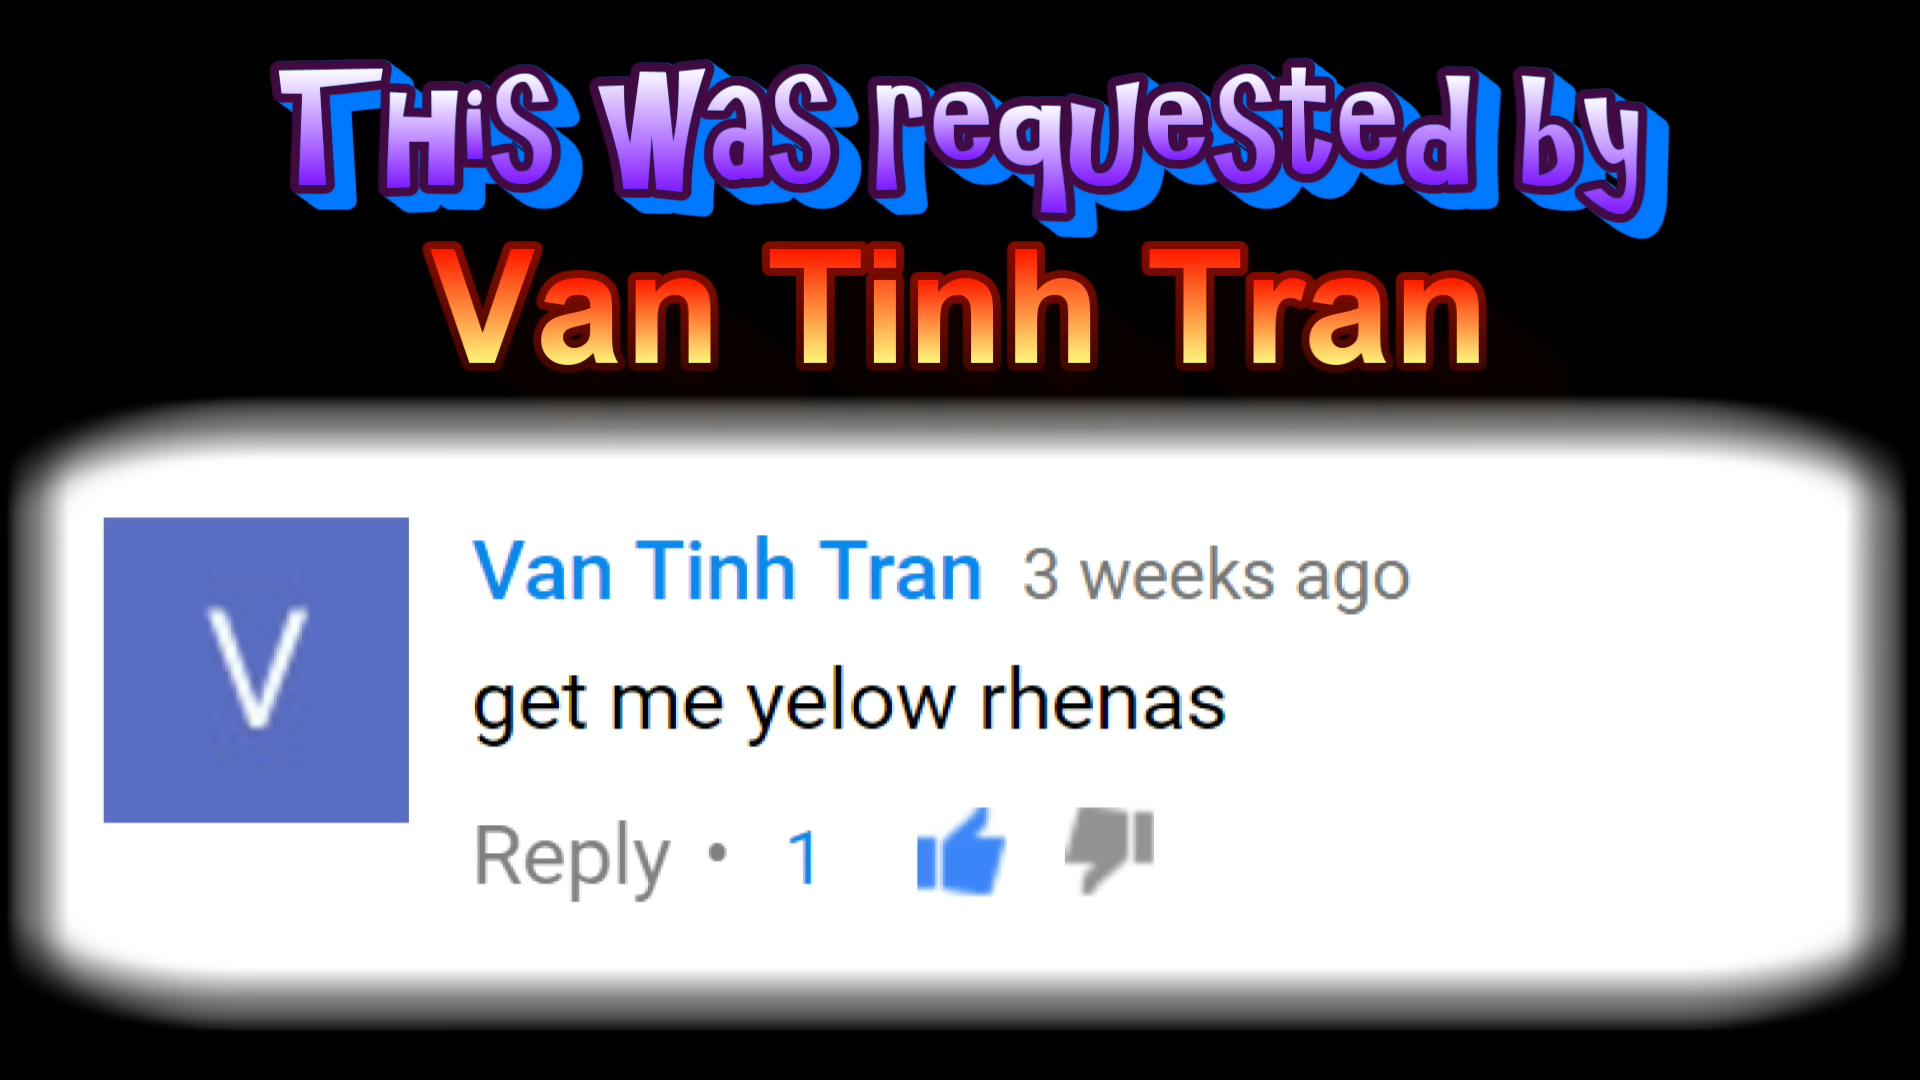 This Was requested by
Van Tinh Tran
V
Van Tinh Tran 3 weeks ago
get me yelow rhenas
Reply • 1